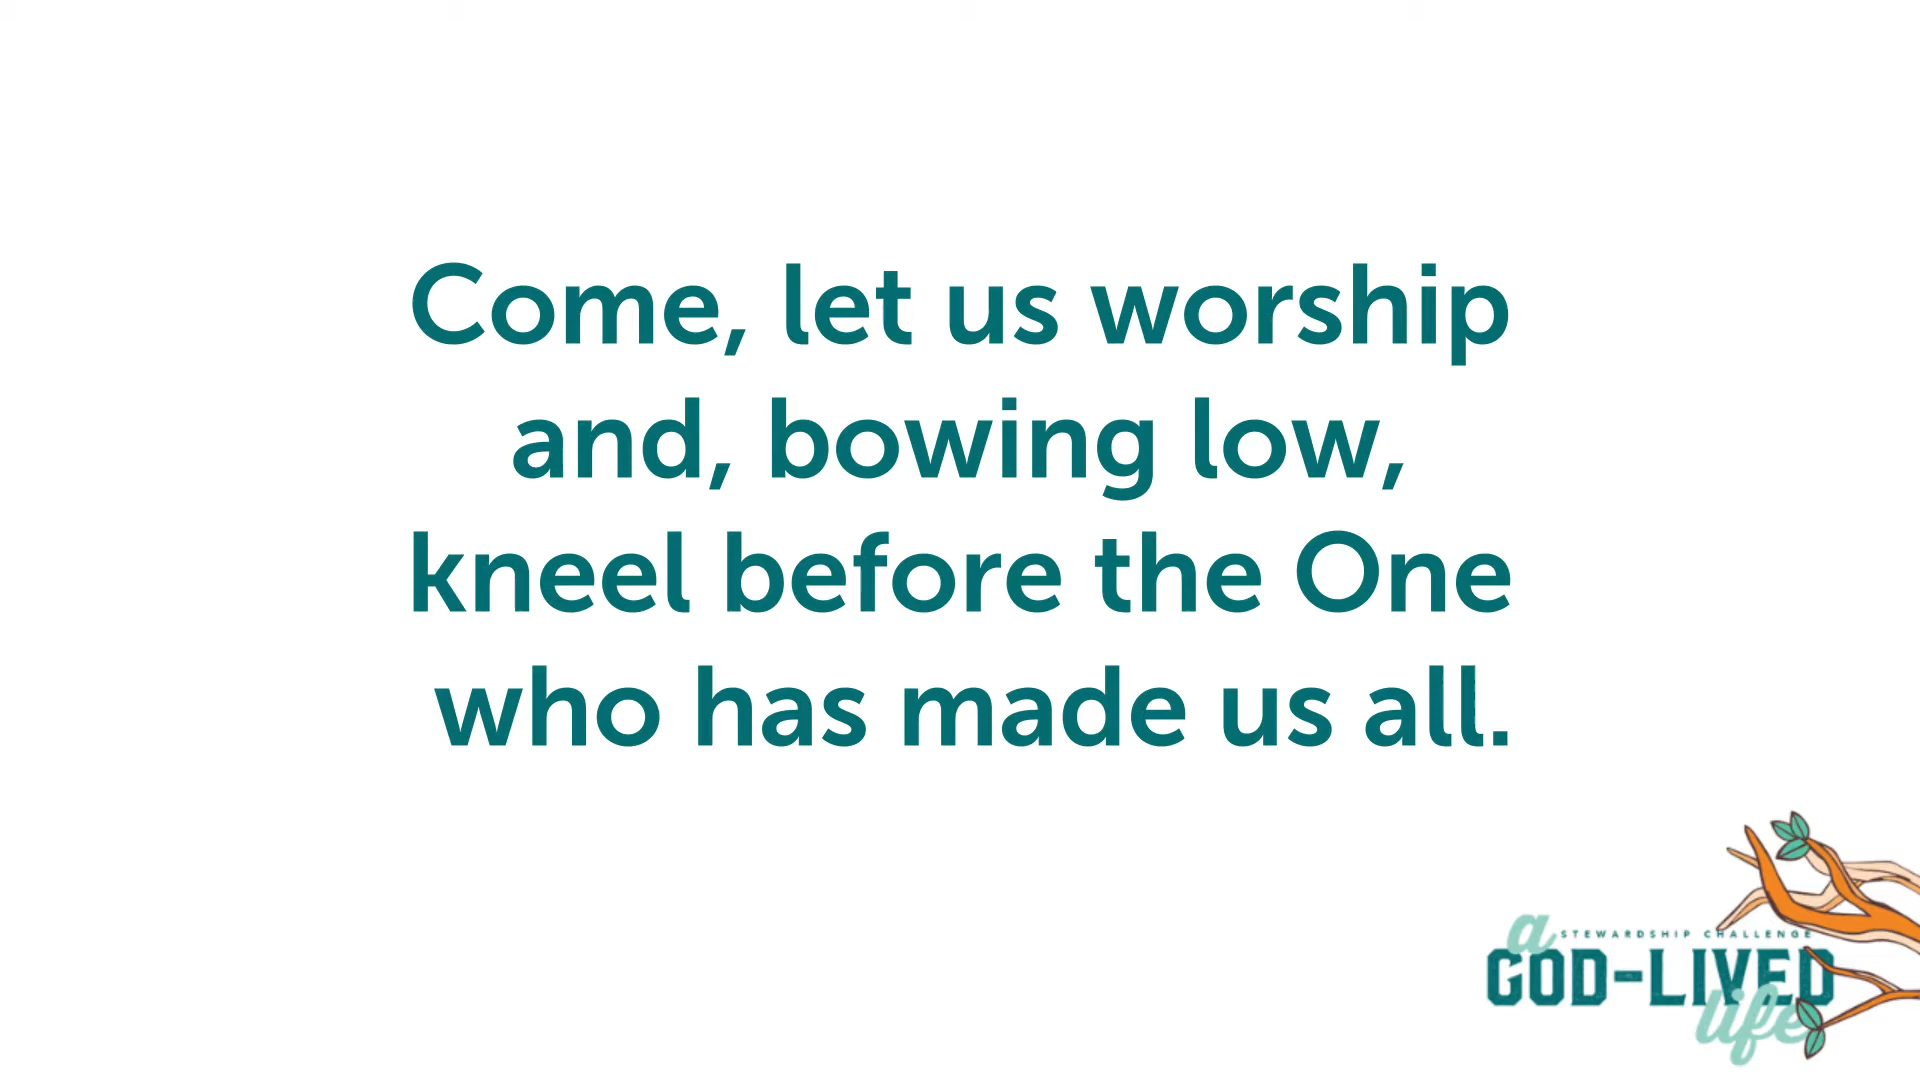 Come, let us worship
and, bowing low,
kneel before the One
who has made us all.
a STEWARDSHIP CHALLENGE
GOD-LIVED
life